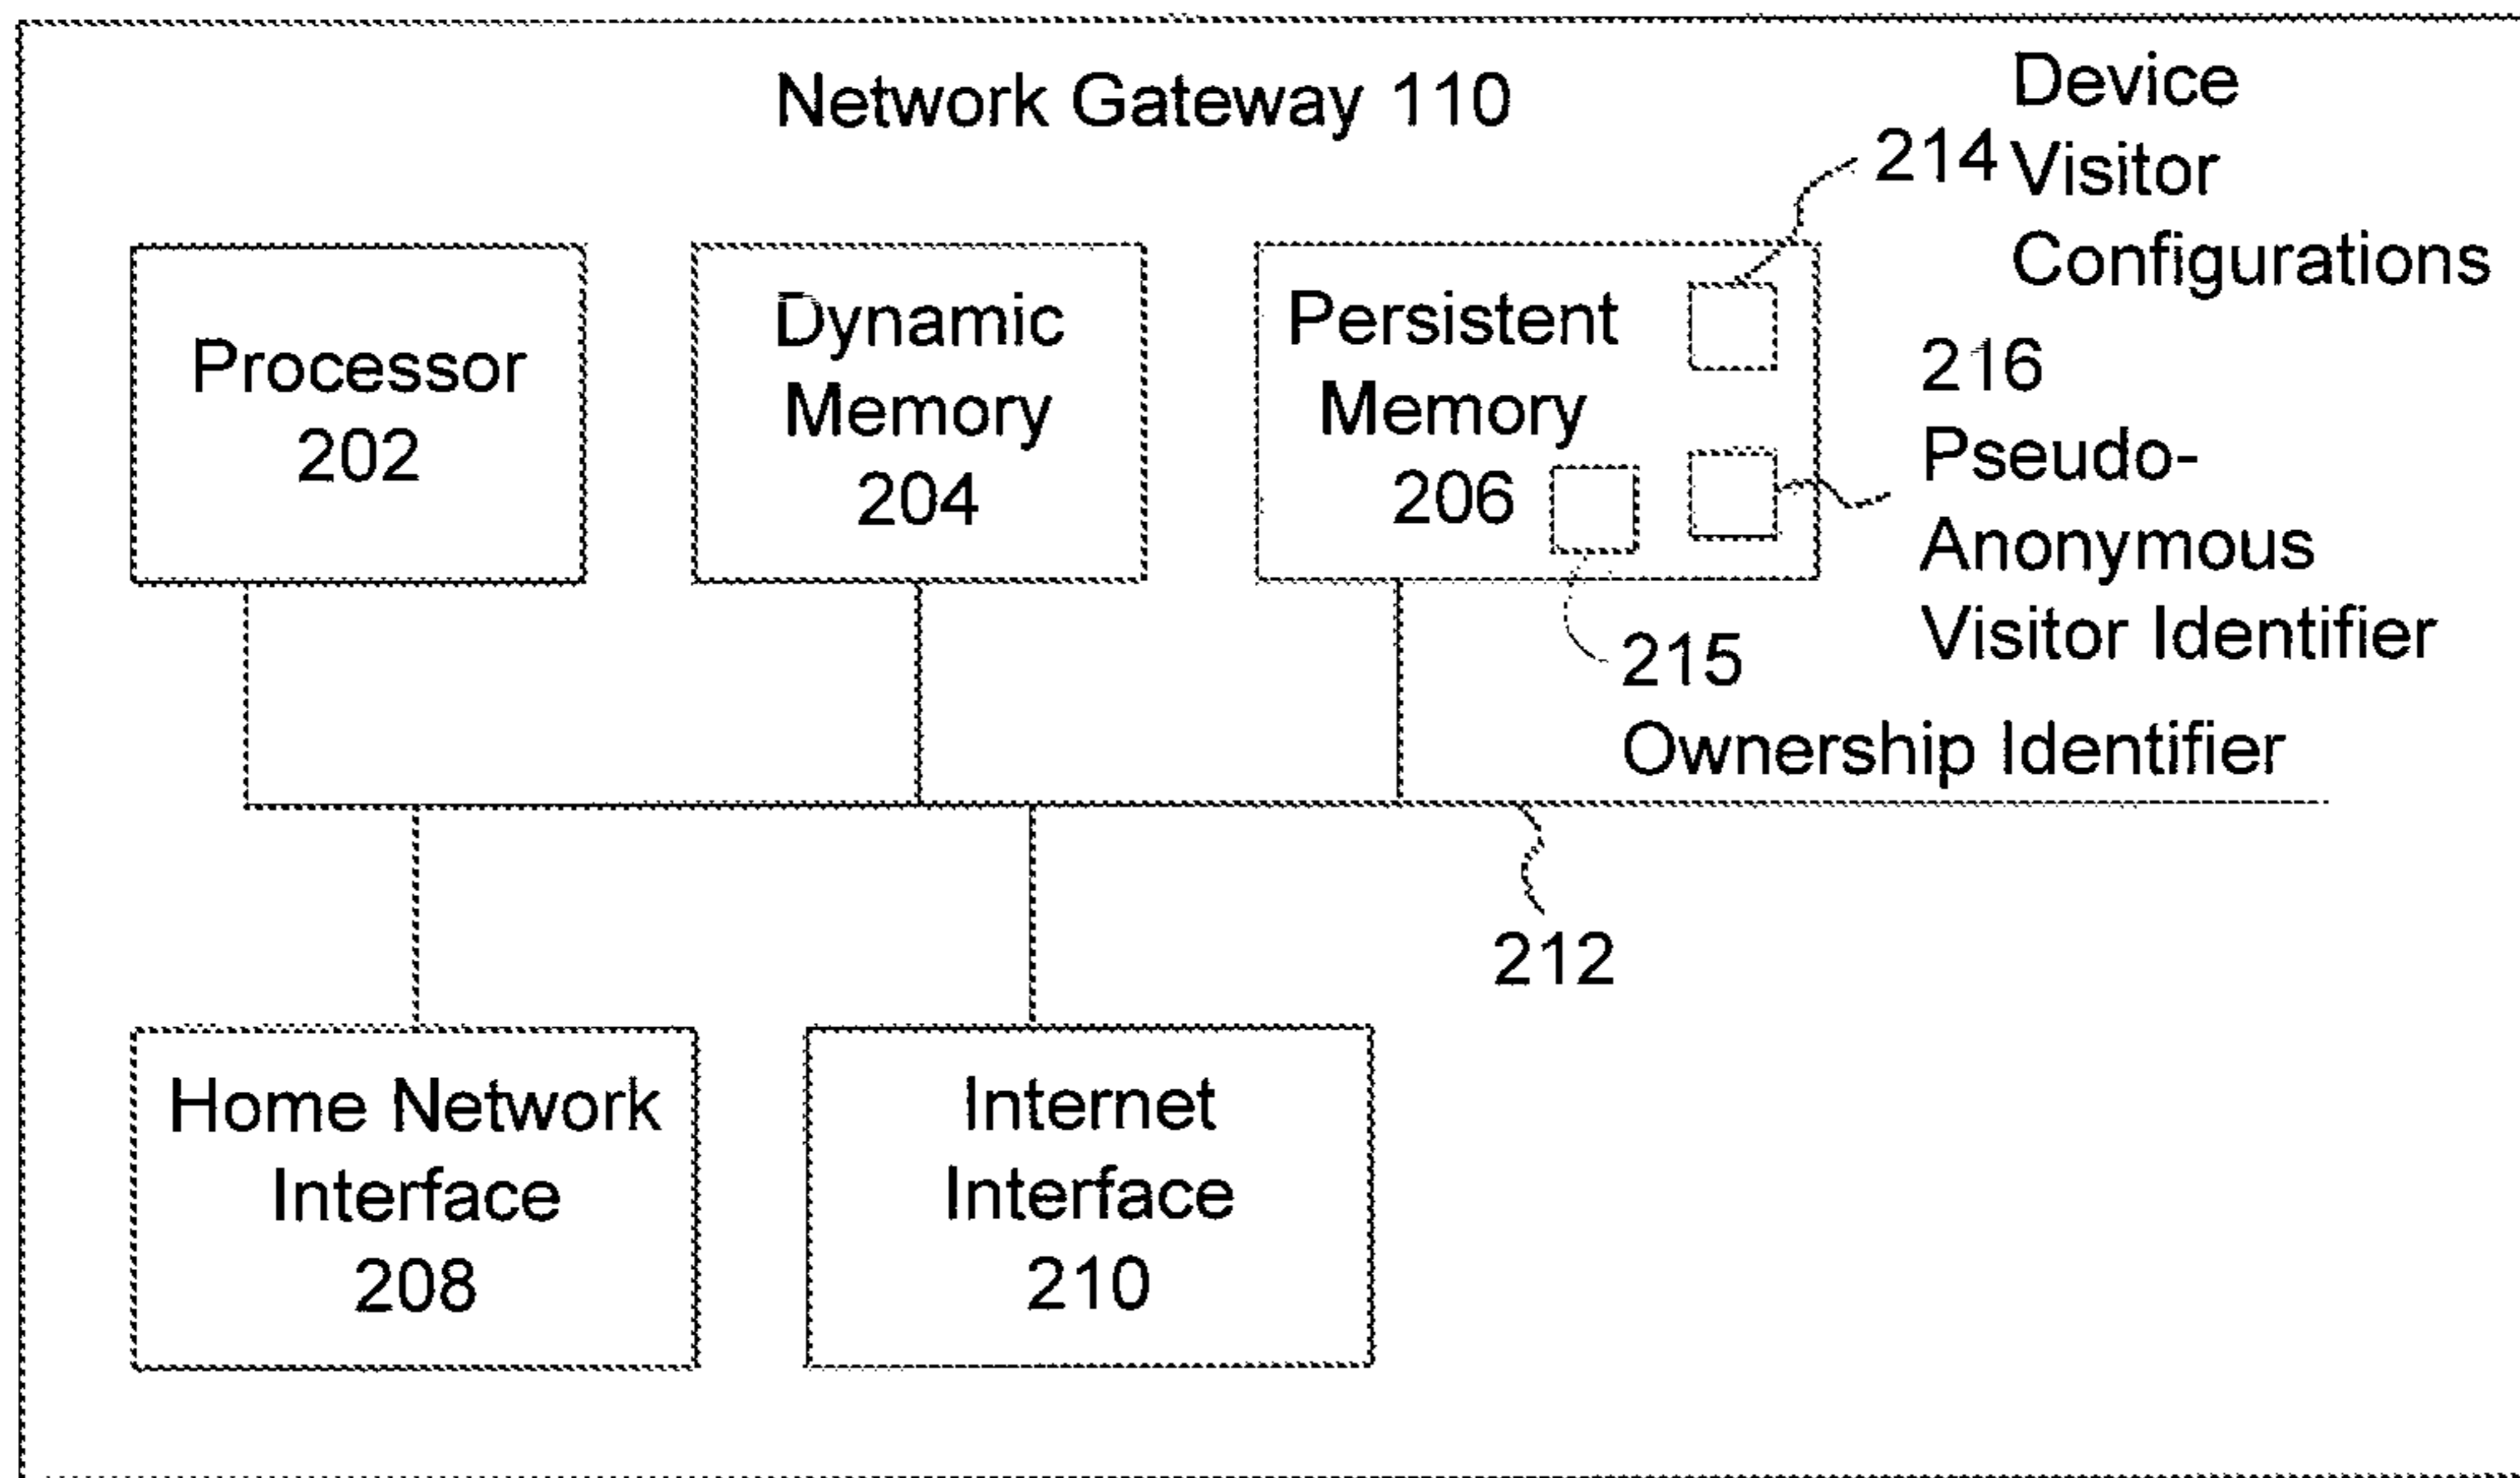 Network Gateway 110
Processor
202
Dynamic
Memory
204
Persistent
Memory
206
214
Device
Visitor
Configurations
216
Pseudo-
Anonymous
Visitor Identifier
215
Ownership Identifier
212
Home Network
Interface
208
Internet
Interface
210